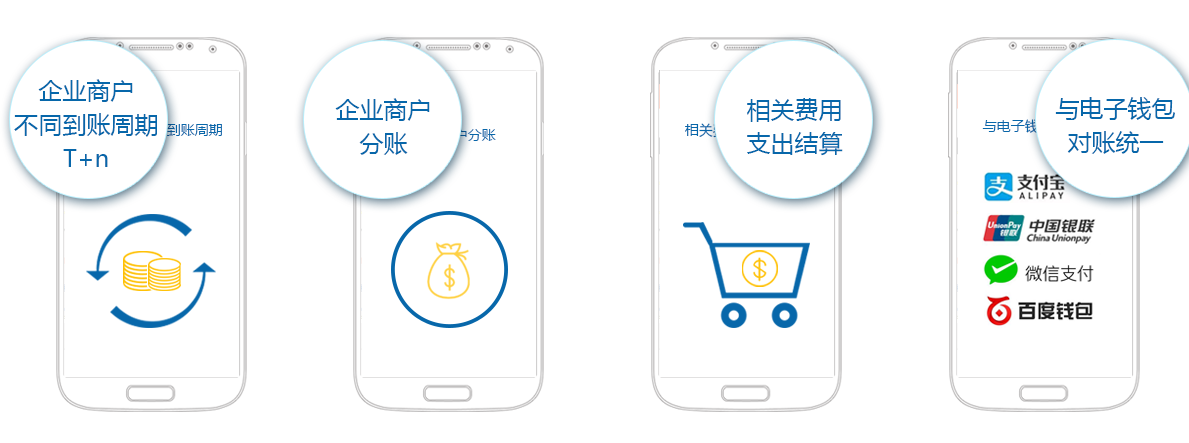 企业商户
不同到账周期
T+n
到账周期
企业商户
分账
户分账
相关费用
支出结算
相关
与电子钱包
对账统一
与电子钱
支付宝
ALIPAY
UnionPay
银联
中国银联
China Unionpay
微信支付
百度钱包